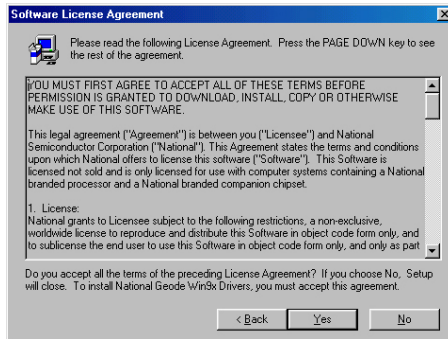 Software License Agreement
Please read the following License Agreement. Press the PAGE DOWN key to see
the rest of the agreement.
YOU MUST FIRST AGREE TO ACCEPT ALL OF THESE TERMS BEFORE
PERMISSION IS GRANTED TO DOWNLOAD, INSTALL, COPY OR OTHERWISE
MAKE USE OF THIS SOFTWARE.
This legal agreement ("Agreement") is between you ("Licensee") and National
Semiconductor Corporation ("National"). This Agreement states the terms and conditions
upon which National offers to license this software ("Software"). This Software is
licensed not sold and is only licensed for use with computer systems containing a National
branded processor and a National branded companion chipset.
1. License:
National grants to Licensee subject to the following restrictions, a non-exclusive,
worldwide license to reproduce and distribute this Software in object code form only, and
to sublicense the end user to use this Software in object code form only, and only as part
Do you accept all the terms of the preceding License Agreement? If you choose No, Setup
will close. To install National Geode Win9x Drivers, you must accept this agreement.
< Back Yes No